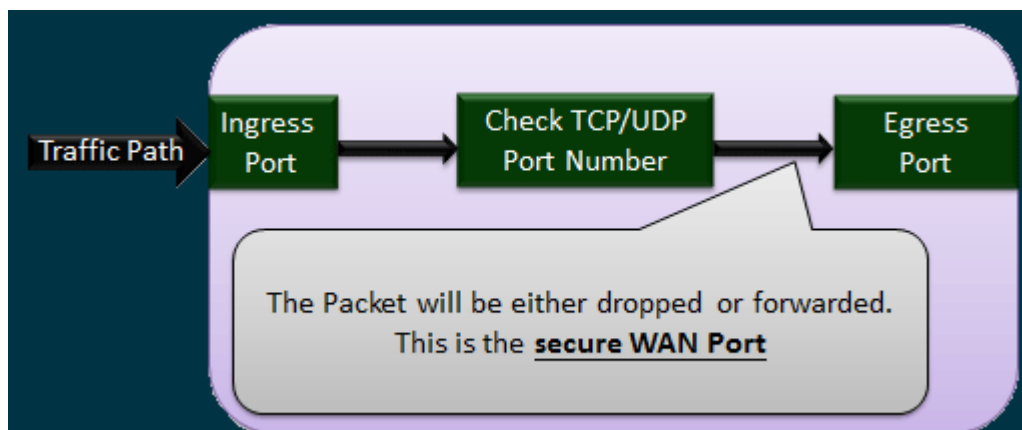 Traffic Path
Ingress
Port
Check TCP/UDP
Port Number
Egress
Port
The Packet will be either dropped or forwarded.
This is the secure WAN Port